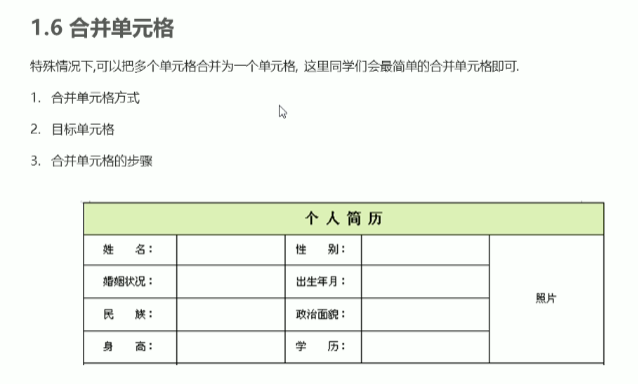 1.6 合并单元格
特殊情况下,可以把多个单元格合并为一个单元格, 这里同学们会最简单的合并单元格即可.
1. 合并单元格方式
2. 目标单元格
3. 合并单元格的步骤
个 人 简 历
姓 名： 性 别：
婚姻状况： 出生年月：
照片
民 族： 政治面貌：
身 高： 学 历：